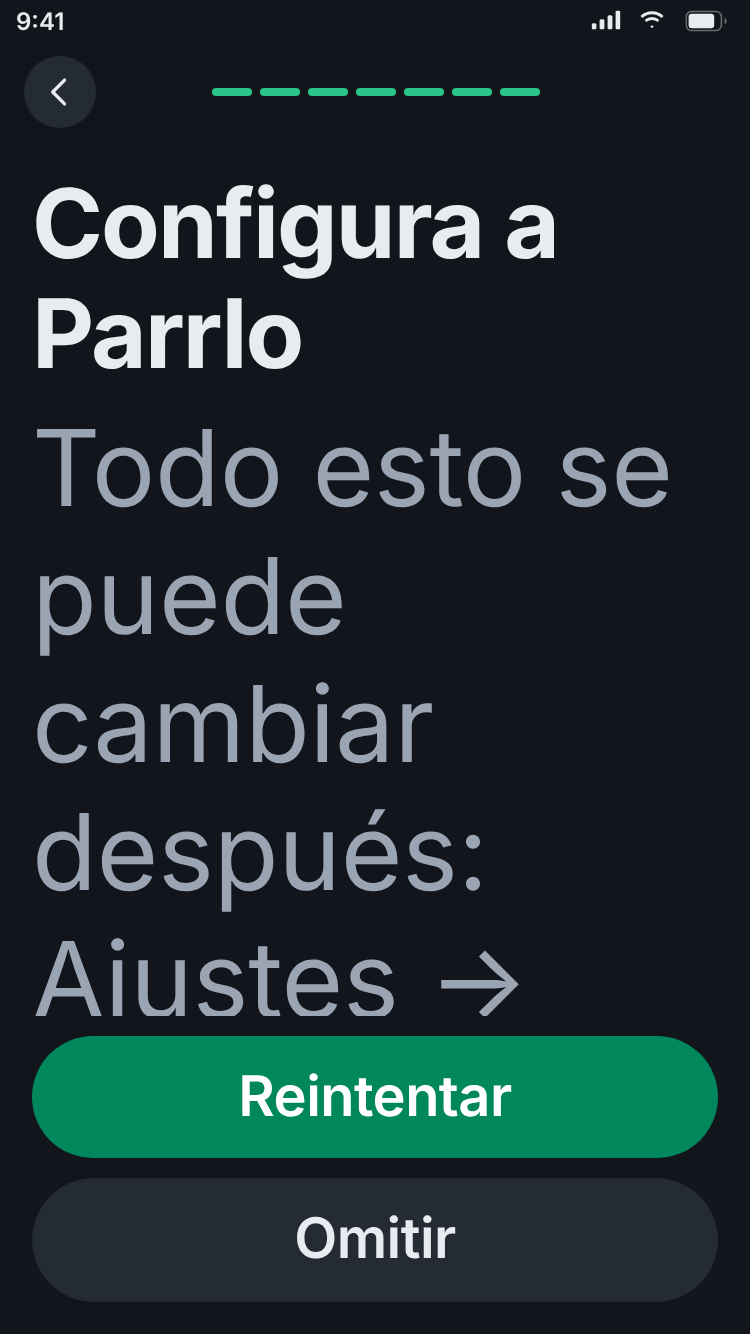 9:41
Configura a
Parrlo
Todo esto se
puede
cambiar
después:
Ajustes →
Reintentar
Omitir